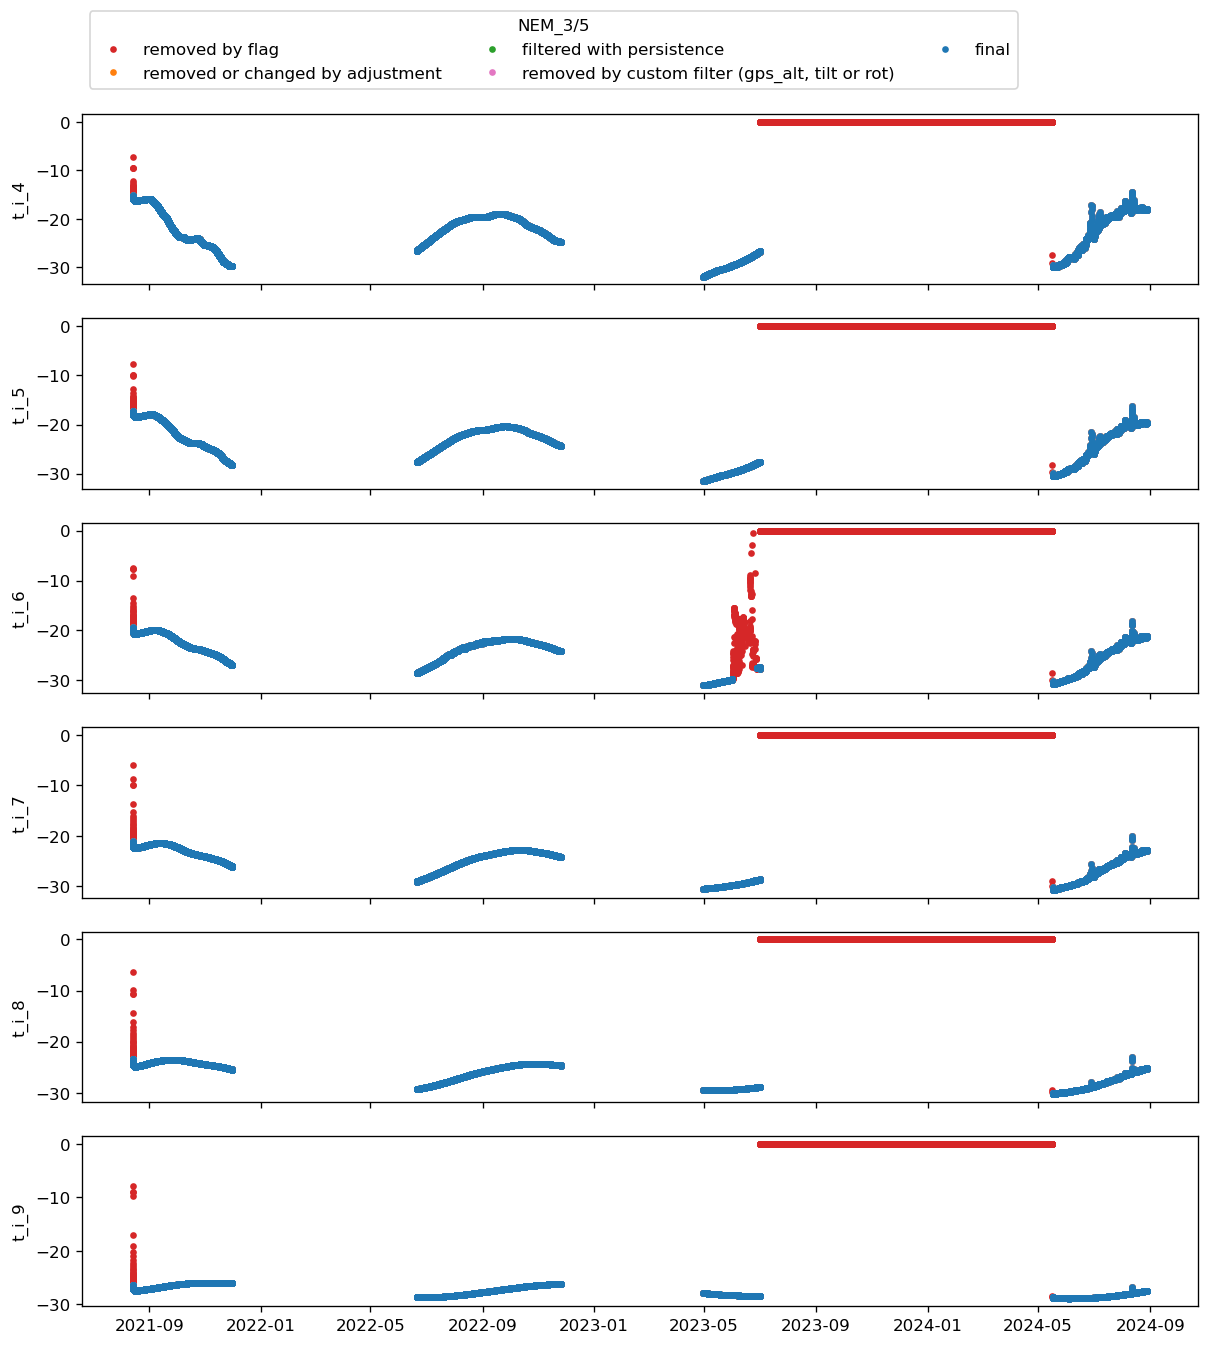 NEM_3/5
removed by flag
filtered with persistence
final
removed or changed by adjustment
removed by custom filter (gps_alt, tilt or rot)
0
−10
−20
−30
t_i_4
0
−10
−20
−30
t_i_5
0
−10
−20
−30
t_i_6
0
−10
−20
−30
t_i_7
0
−10
−20
−30
t_i_8
0
−10
−20
−30
t_i_9
2021-09 2022-01 2022-05 2022-09 2023-01 2023-05 2023-09 2024-01 2024-05 2024-09